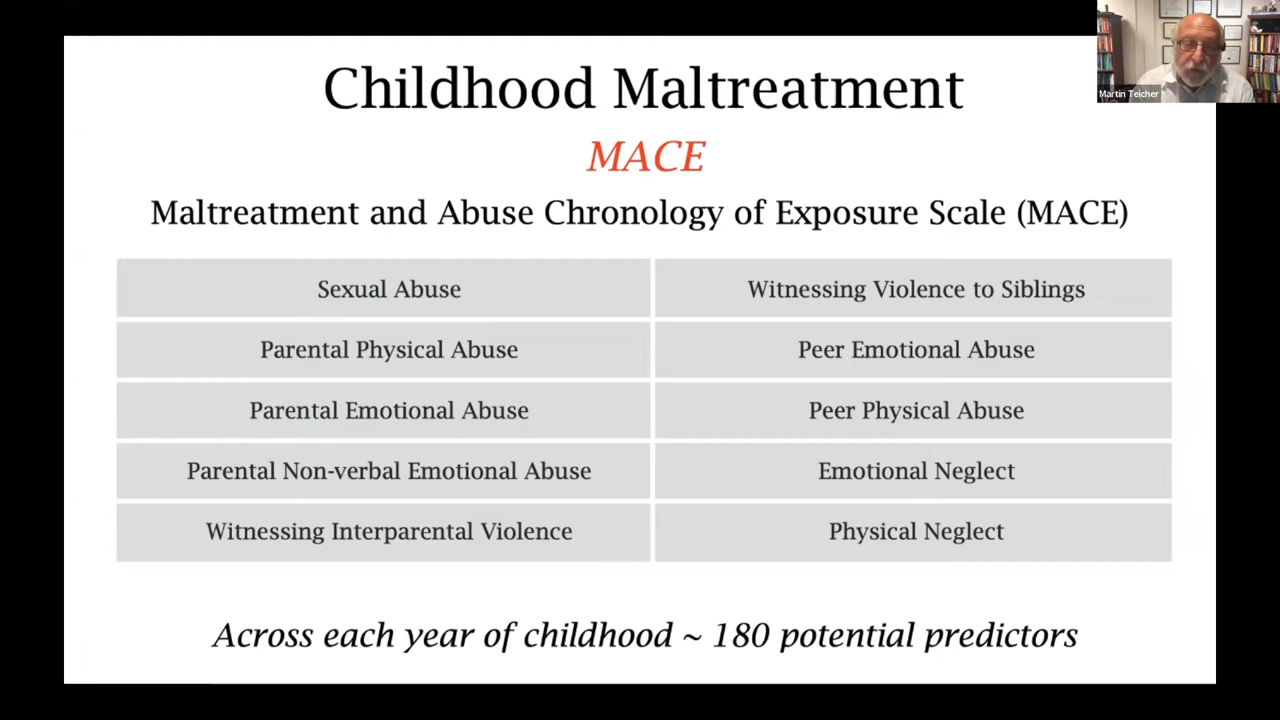 Childhood Maltreatment
MACE
Maltreatment and Abuse Chronology of Exposure Scale (MACE)
Sexual Abuse
Witnessing Violence to Siblings
Parental Physical Abuse
Peer Emotional Abuse
Parental Emotional Abuse
Peer Physical Abuse
Parental Non-verbal Emotional Abuse
Emotional Neglect
Witnessing Interparental Violence
Physical Neglect
Across each year of childhood ~ 180 potential predictors
Martin Teicher